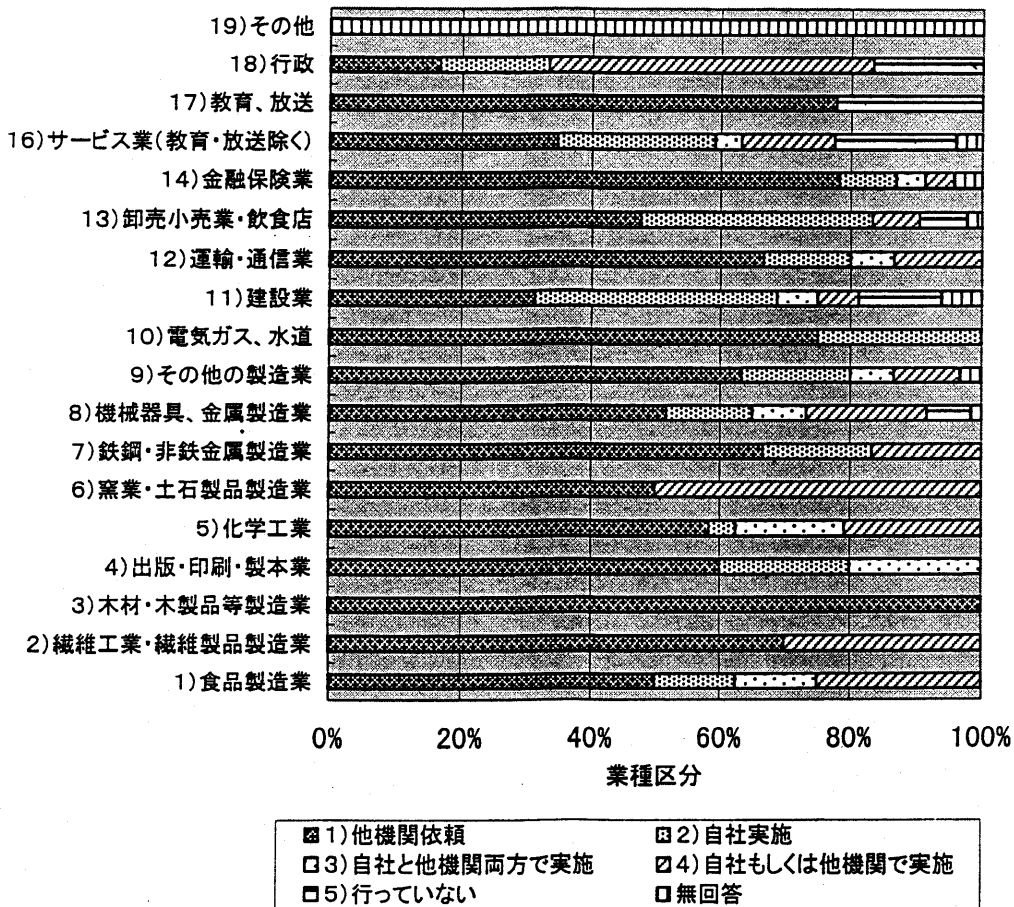 19)その他
18)行政
17)教育、放送
16)サービス業(教育・放送除く)
14)金融保険業
13)卸売小売業・飲食店
12)運輸・通信業
11)建設業
10)電気ガス、水道
9)その他の製造業
8)機械器具、金属製造業
7)鉄鋼・非鉄金属製造業
6)窯業・土石製品製造業
5)化学工業
4)出版・印刷・製本業
3)木材・木製品等製造業
2)繊維工業・繊維製品製造業
1)食品製造業
0% 20% 40% 60% 80% 100%
業種区分
1)他機関依頼 2)自社実施
3)自社と他機関両方で実施 4)自社もしくは他機関で実施
5)行っていない 無回答